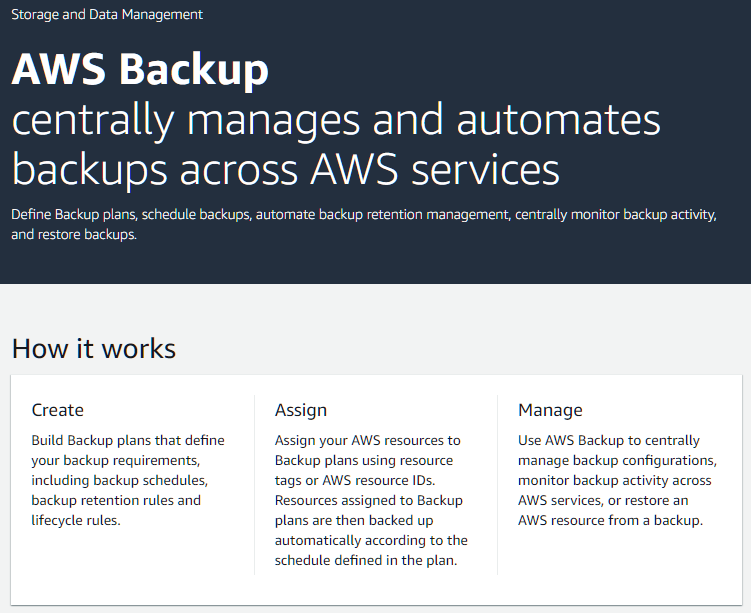 Storage and Data Management
AWS Backup
centrally manages and automates
backups across AWS services
Define Backup plans, schedule backups, automate backup retention management, centrally monitor backup activity,
and restore backups.
How it works
Create
Build Backup plans that define
your backup requirements,
including backup schedules,
backup retention rules and
lifecycle rules.
Assign
Assign your AWS resources to
Backup plans using resource
tags or AWS resource IDs.
Resources assigned to Backup
plans are then backed up
automatically according to the
schedule defined in the plan.
Manage
Use AWS Backup to centrally
manage backup configurations,
monitor backup activity across
AWS services, or restore an
AWS resource from a backup.